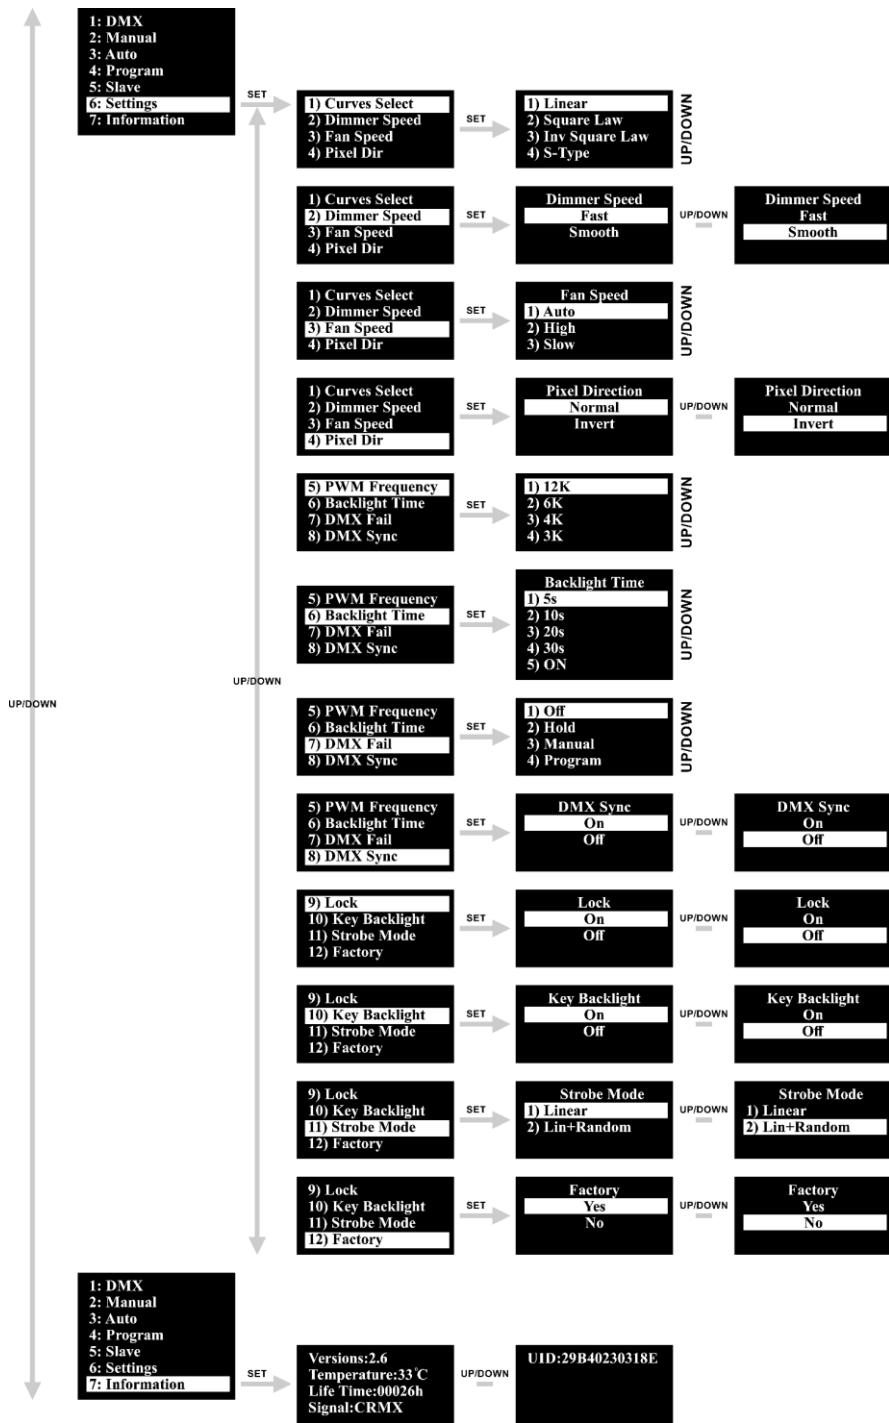 1: DMX
2: Manual
3: Auto
4: Program
5: Slave
6: Settings
7: Information
SET
1) Curves Select
2) Dimmer Speed
3) Fan Speed
4) Pixel Dir
SET
1) Linear
2) Square Law
3) Inv Square Law
4) S-Type
UP/DOWN
1) Curves Select
2) Dimmer Speed
3) Fan Speed
4) Pixel Dir
SET
Dimmer Speed
Fast
Smooth
UP/DOWN
Dimmer Speed
Fast
Smooth
1) Curves Select
2) Dimmer Speed
3) Fan Speed
4) Pixel Dir
SET
Fan Speed
1) Auto
2) High
3) Slow
UP/DOWN
1) Curves Select
2) Dimmer Speed
3) Fan Speed
4) Pixel Dir
SET
Pixel Direction
Normal
Invert
UP/DOWN
Pixel Direction
Normal
Invert
5) PWM Frequency
6) Backlight Time
7) DMX Fail
8) DMX Sync
SET
1) 12K
2) 6K
3) 4K
4) 3K
UP/DOWN
5) PWM Frequency
6) Backlight Time
7) DMX Fail
8) DMX Sync
SET
Backlight Time
1) 5s
2) 10s
3) 20s
4) 30s
5) ON
UP/DOWN
UP/DOWN
UP/DOWN
5) PWM Frequency
6) Backlight Time
7) DMX Fail
8) DMX Sync
SET
1) Off
2) Hold
3) Manual
4) Program
UP/DOWN
5) PWM Frequency
6) Backlight Time
7) DMX Fail
8) DMX Sync
SET
DMX Sync
On
Off
UP/DOWN
DMX Sync
On
Off
9) Lock
10) Key Backlight
11) Strobe Mode
12) Factory
SET
Lock
On
Off
UP/DOWN
Lock
On
Off
9) Lock
10) Key Backlight
11) Strobe Mode
12) Factory
SET
Key Backlight
On
Off
UP/DOWN
Key Backlight
On
Off
9) Lock
10) Key Backlight
11) Strobe Mode
12) Factory
SET
Strobe Mode
1) Linear
2) Lin+Random
UP/DOWN
Strobe Mode
1) Linear
2) Lin+Random
9) Lock
10) Key Backlight
11) Strobe Mode
12) Factory
SET
Factory
Yes
No
UP/DOWN
Factory
Yes
No
1: DMX
2: Manual
3: Auto
4: Program
5: Slave
6: Settings
7: Information
SET
Versions:2.6
Temperature:33°C
Life Time:00026h
Signal:CRMX
UP/DOWN
UID:29B40230318E